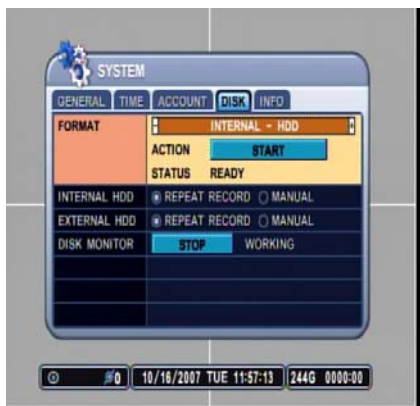 SYSTEM
GENERAL TIME ACCOUNT DISK INFO
FORMAT INTERNAL - HDD
ACTION START
STATUS READY
INTERNAL HDD REPEAT RECORD MANUAL
EXTERNAL HDD REPEAT RECORD MANUAL
DISK MONITOR STOP WORKING
0 10/16/2007 TUE 11:57:13 244G 0000:00